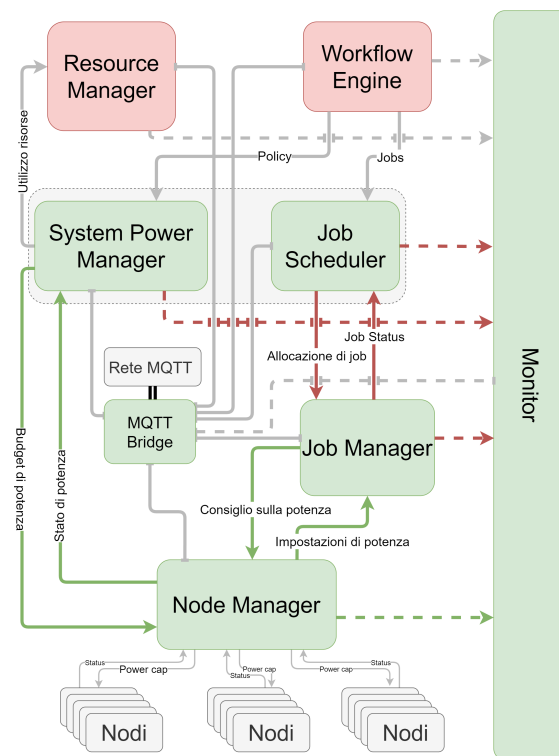 Resource
Manager
Workflow
Engine
Utilizzo risorse
Policy
Jobs
System Power
Manager
Job
Scheduler
Job Status
Allocazione di job
Rete MQTT
MQTT
Bridge
Job Manager
Monitor
Budget di potenza
Stato di potenza
Consiglio sulla potenza
Impostazioni di potenza
Node Manager
Status
Power cap
Power cap
Status
Power cap
Status
Nodi
Nodi
Nodi